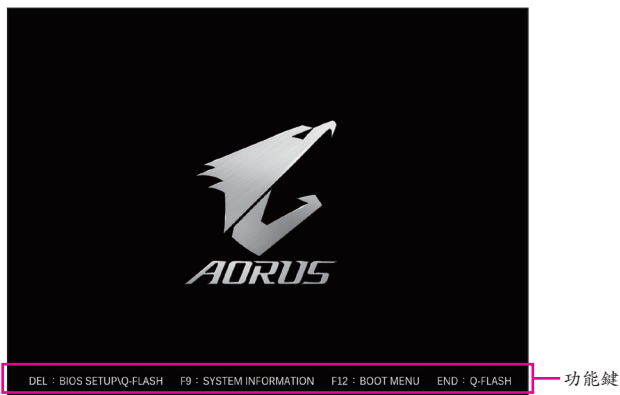 AORUS
DEL : BIOS SETUP\Q-FLASH F9 : SYSTEM INFORMATION F12 : BOOT MENU END : Q-FLASH
功能鍵